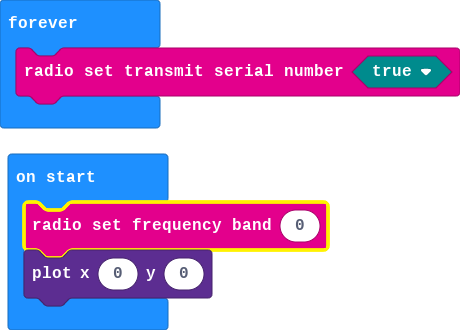 forever
radio set transmit serial number true
on start
radio set frequency band 0
plot x 0 y 0